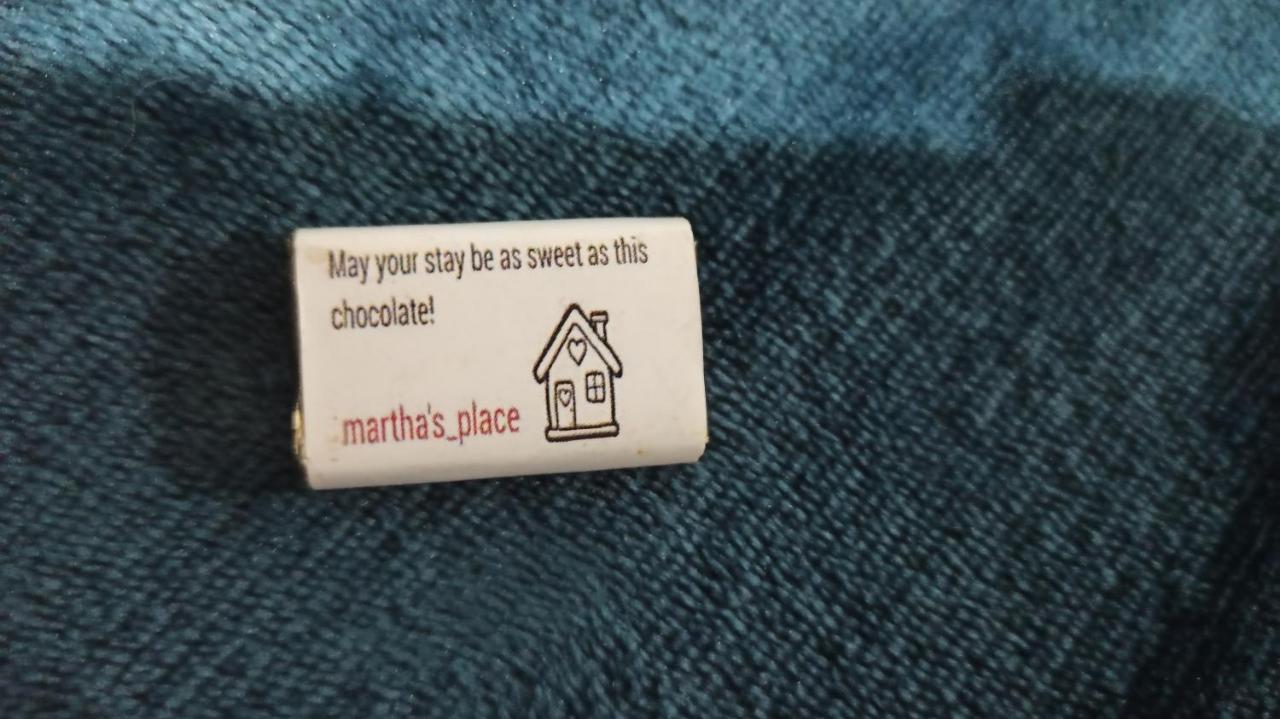 May your stay be as sweet as this
chocolate!
martha's_place